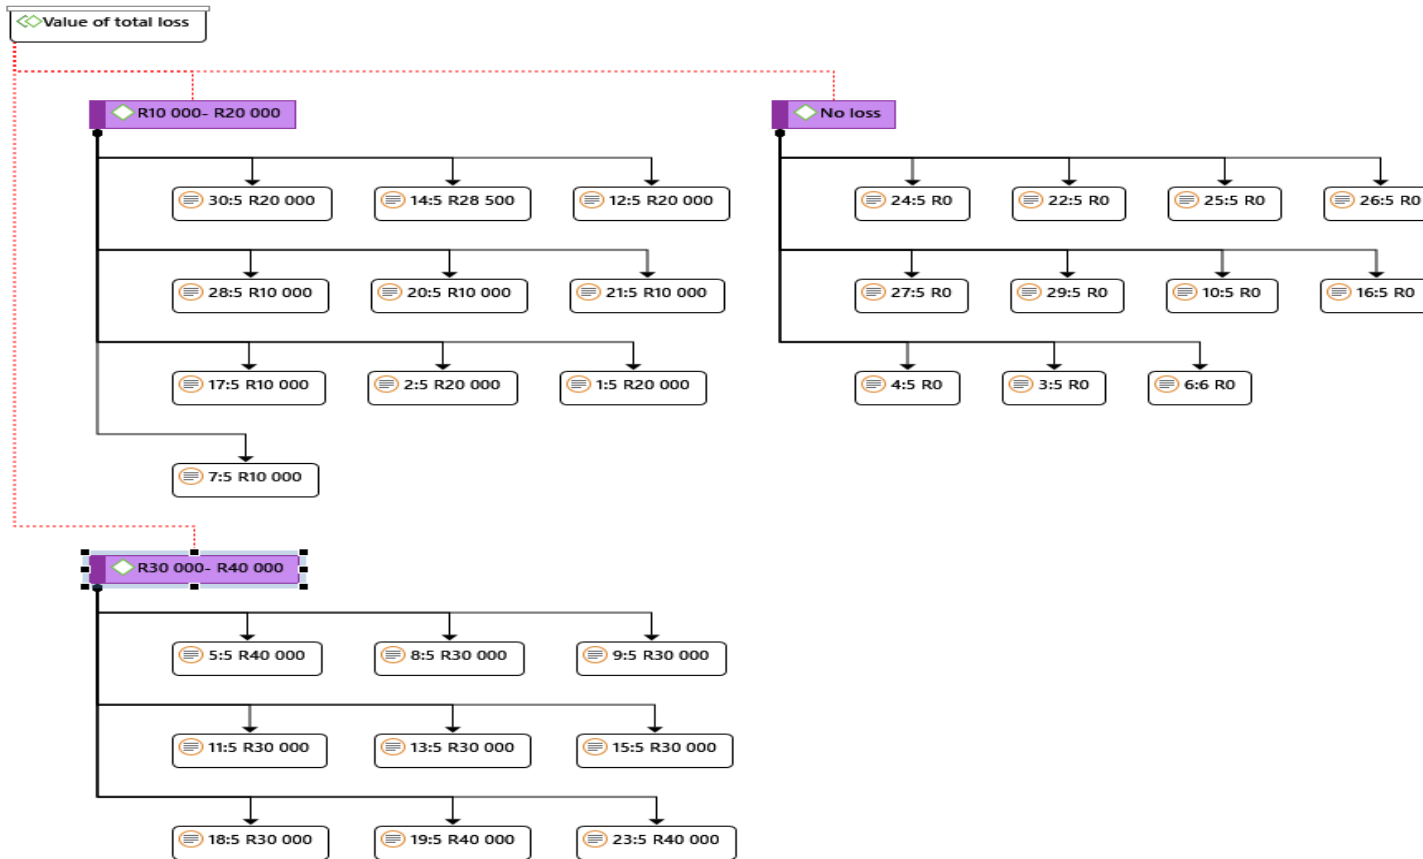 Value of total loss
R10 000- R20 000
No loss
30:5 R20 000
14:5 R28 500
12:5 R20 000
24:5 R0
22:5 R0
25:5 R0
26:5 R0
28:5 R10 000
20:5 R10 000
21:5 R10 000
27:5 R0
29:5 R0
10:5 R0
16:5 R0
17:5 R10 000
2:5 R20 000
1:5 R20 000
4:5 R0
3:5 R0
6:6 R0
7:5 R10 000
R30 000- R40 000
5:5 R40 000
8:5 R30 000
9:5 R30 000
11:5 R30 000
13:5 R30 000
15:5 R30 000
18:5 R30 000
19:5 R40 000
23:5 R40 000